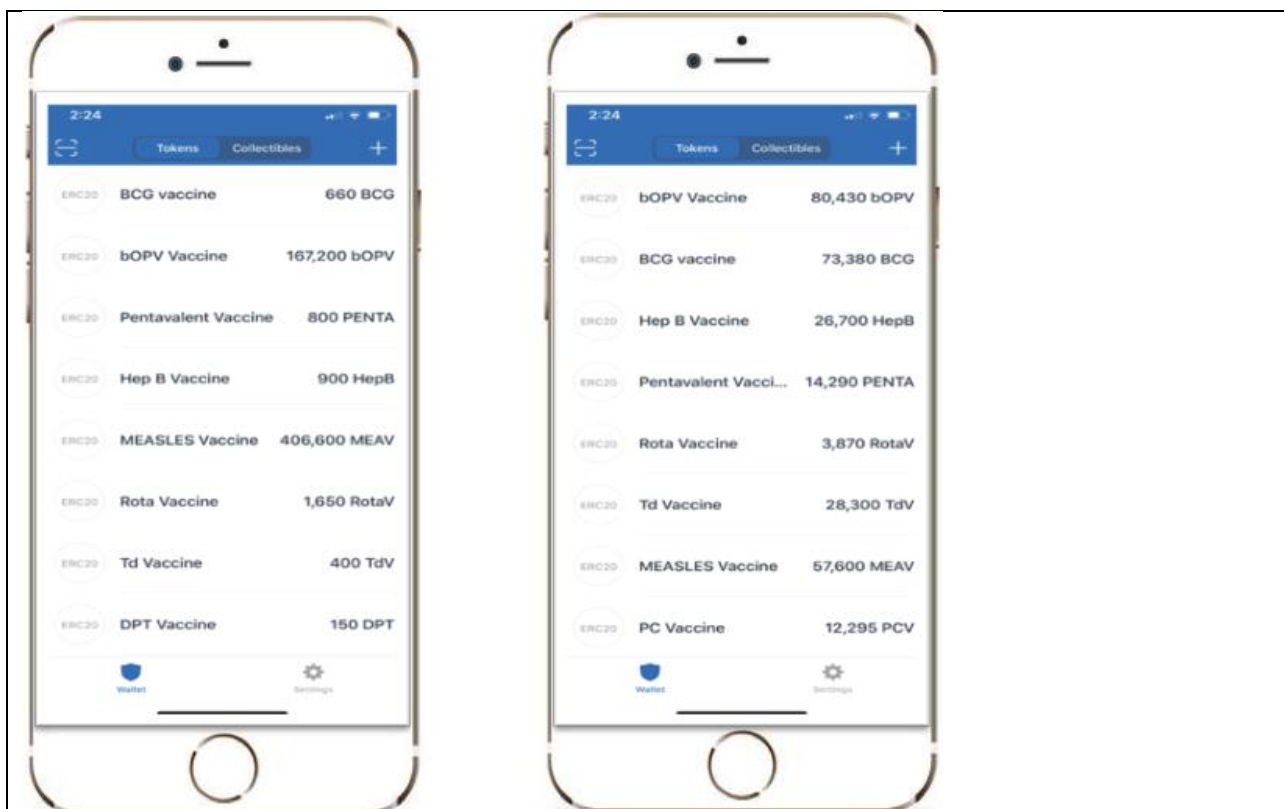 2:24
Tokens Collectibles
ERC20 BCG vaccine 660 BCG
ERC20 bOPV Vaccine 167,200 bOPV
ERC20 Pentavalent Vaccine 800 PENTA
ERC20 Hep B Vaccine 900 HepB
ERC20 MEASLES Vaccine 406,600 MEAV
ERC20 Rota Vaccine 1,650 RotaV
ERC20 Td Vaccine 400 TdV
ERC20 DPT Vaccine 150 DPT
Wallet Settings
2:24
Tokens Collectibles
ERC20 bOPV Vaccine 80,430 bOPV
ERC20 BCG vaccine 73,380 BCG
ERC20 Hep B Vaccine 26,700 HepB
ERC20 Pentavalent Vacci... 14,290 PENTA
ERC20 Rota Vaccine 3,870 RotaV
ERC20 Td Vaccine 28,300 TdV
ERC20 MEASLES Vaccine 57,600 MEAV
ERC20 PC Vaccine 12,295 PCV
Wallet Settings